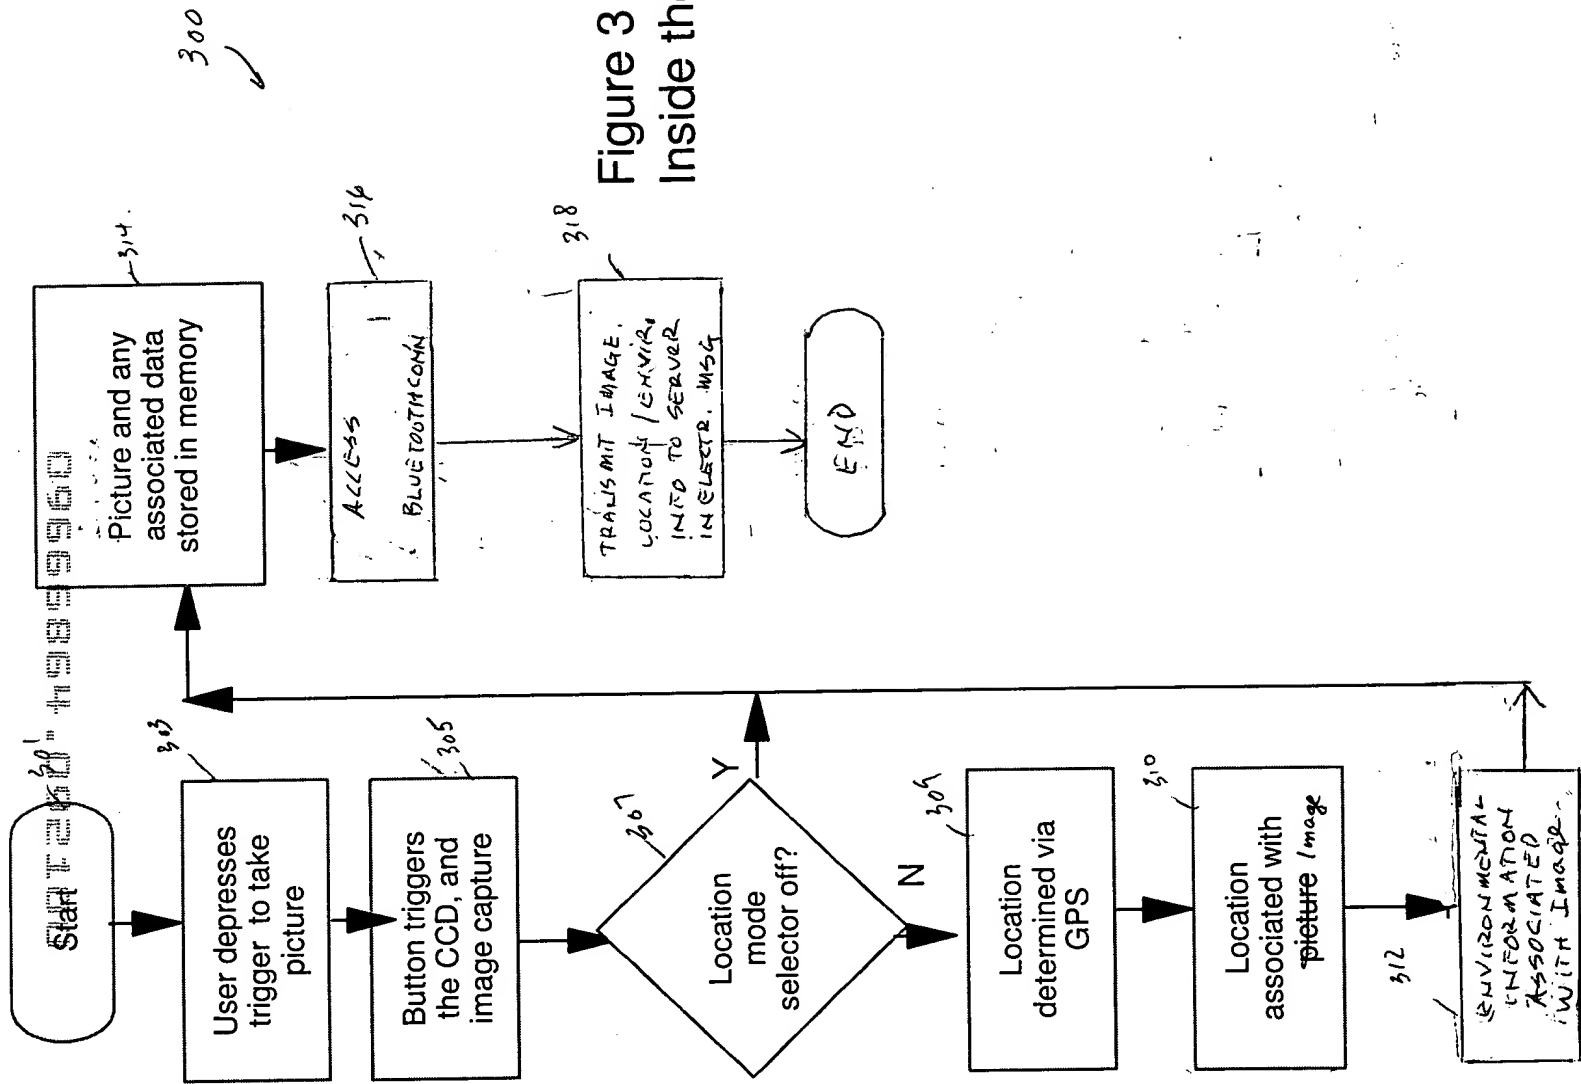 300
Start
301
User depresses
trigger to take
picture
303
Button triggers
the CCD, and
image capture
305
Location
mode
selector off?
307
Y
N
Location
determined via
GPS
309
Location
associated with
picture Image
310
ENVIRONMENTAL
INFORMATION
ASSOCIATED
WITH Image
312
Picture and any
associated data
stored in memory
314
ACCESS
BLUETOOTH COMM
316
TRANSMIT IMAGE,
LOCATION / ENVIR.
INFO TO SERVER
IN ELECTR. MSG
318
END
Figure 3
Inside th